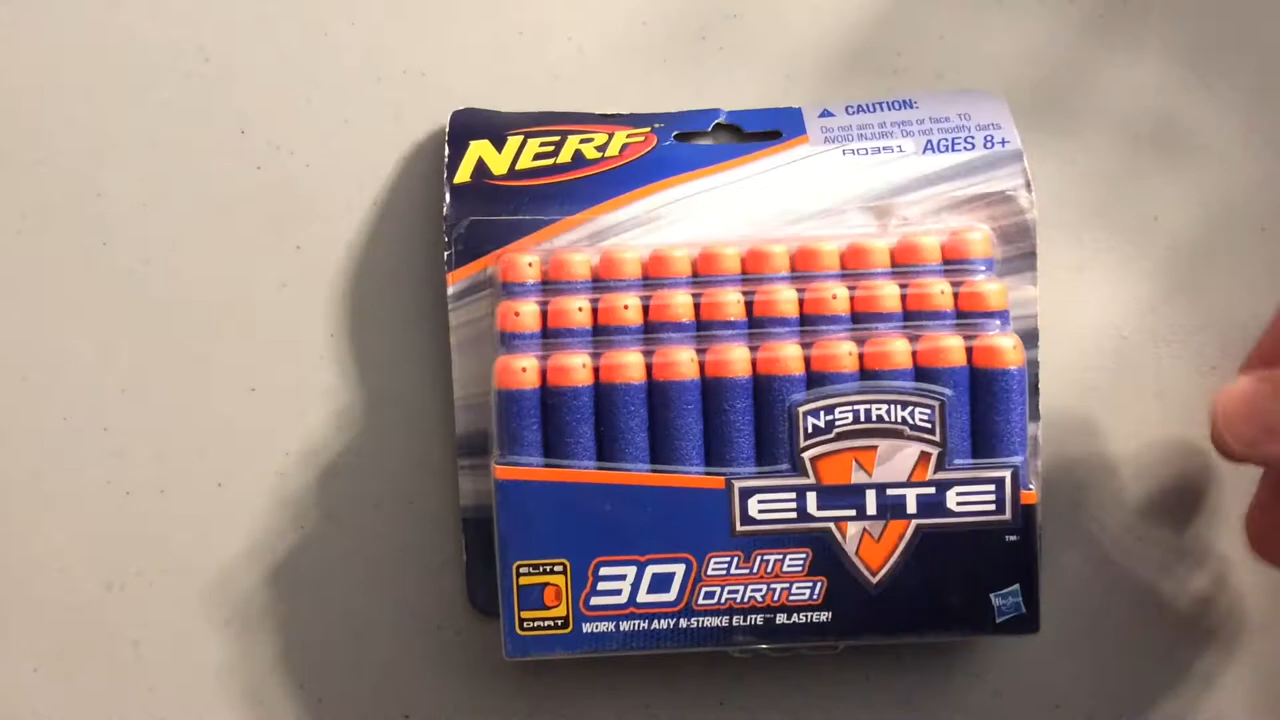 NERF
CAUTION:
Do not aim at eyes or face. TO
AVOID INJURY: Do not modify darts
A0351 AGES 8+
N-STRIKE
ELITE
TM
ELITE
DART
30 ELITE
DARTS!
WORK WITH ANY N-STRIKE ELITE™ BLASTER!
Hasbro